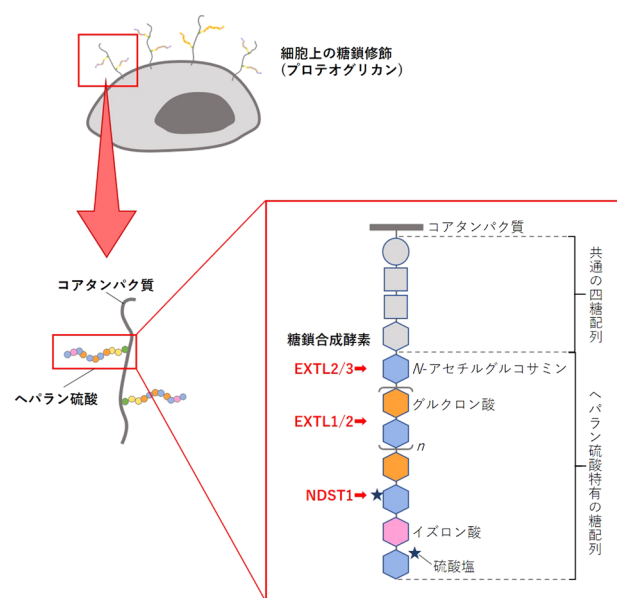 細胞上の糖鎖修飾
(プロテオグリカン)
コアタンパク質
ヘパラン硫酸
コアタンパク質
共通の四糖配列
糖鎖合成酵素
EXTL2/3
N-アセチルグルコサミン
グルクロン酸
EXTL1/2
n
NDST1
イズロン酸
硫酸塩
ヘパラン硫酸特有の糖配列